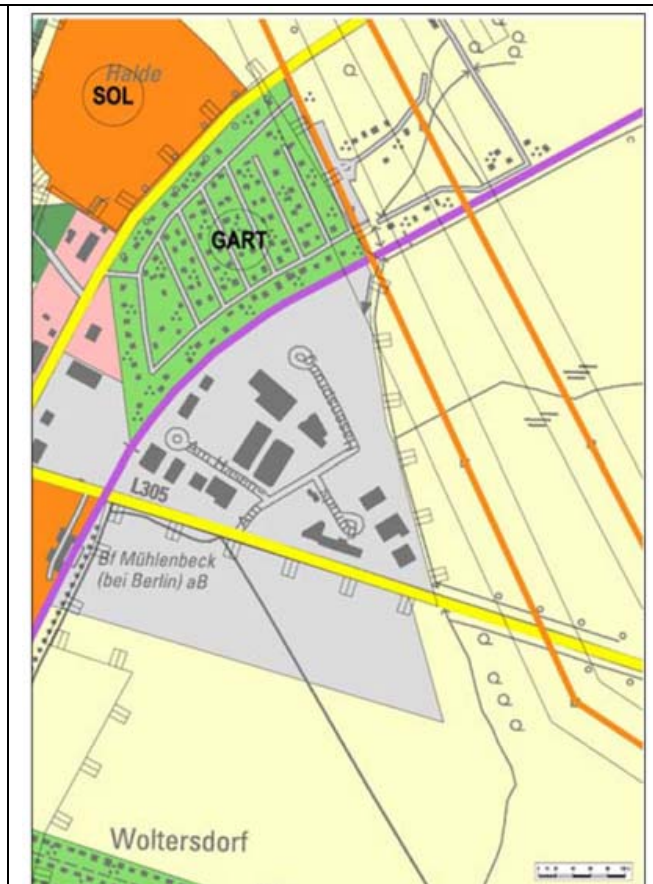 Halde
SOL
GART
L305
Bf Mühlenbeck
(bei Berlin) aB
Woltersdorf